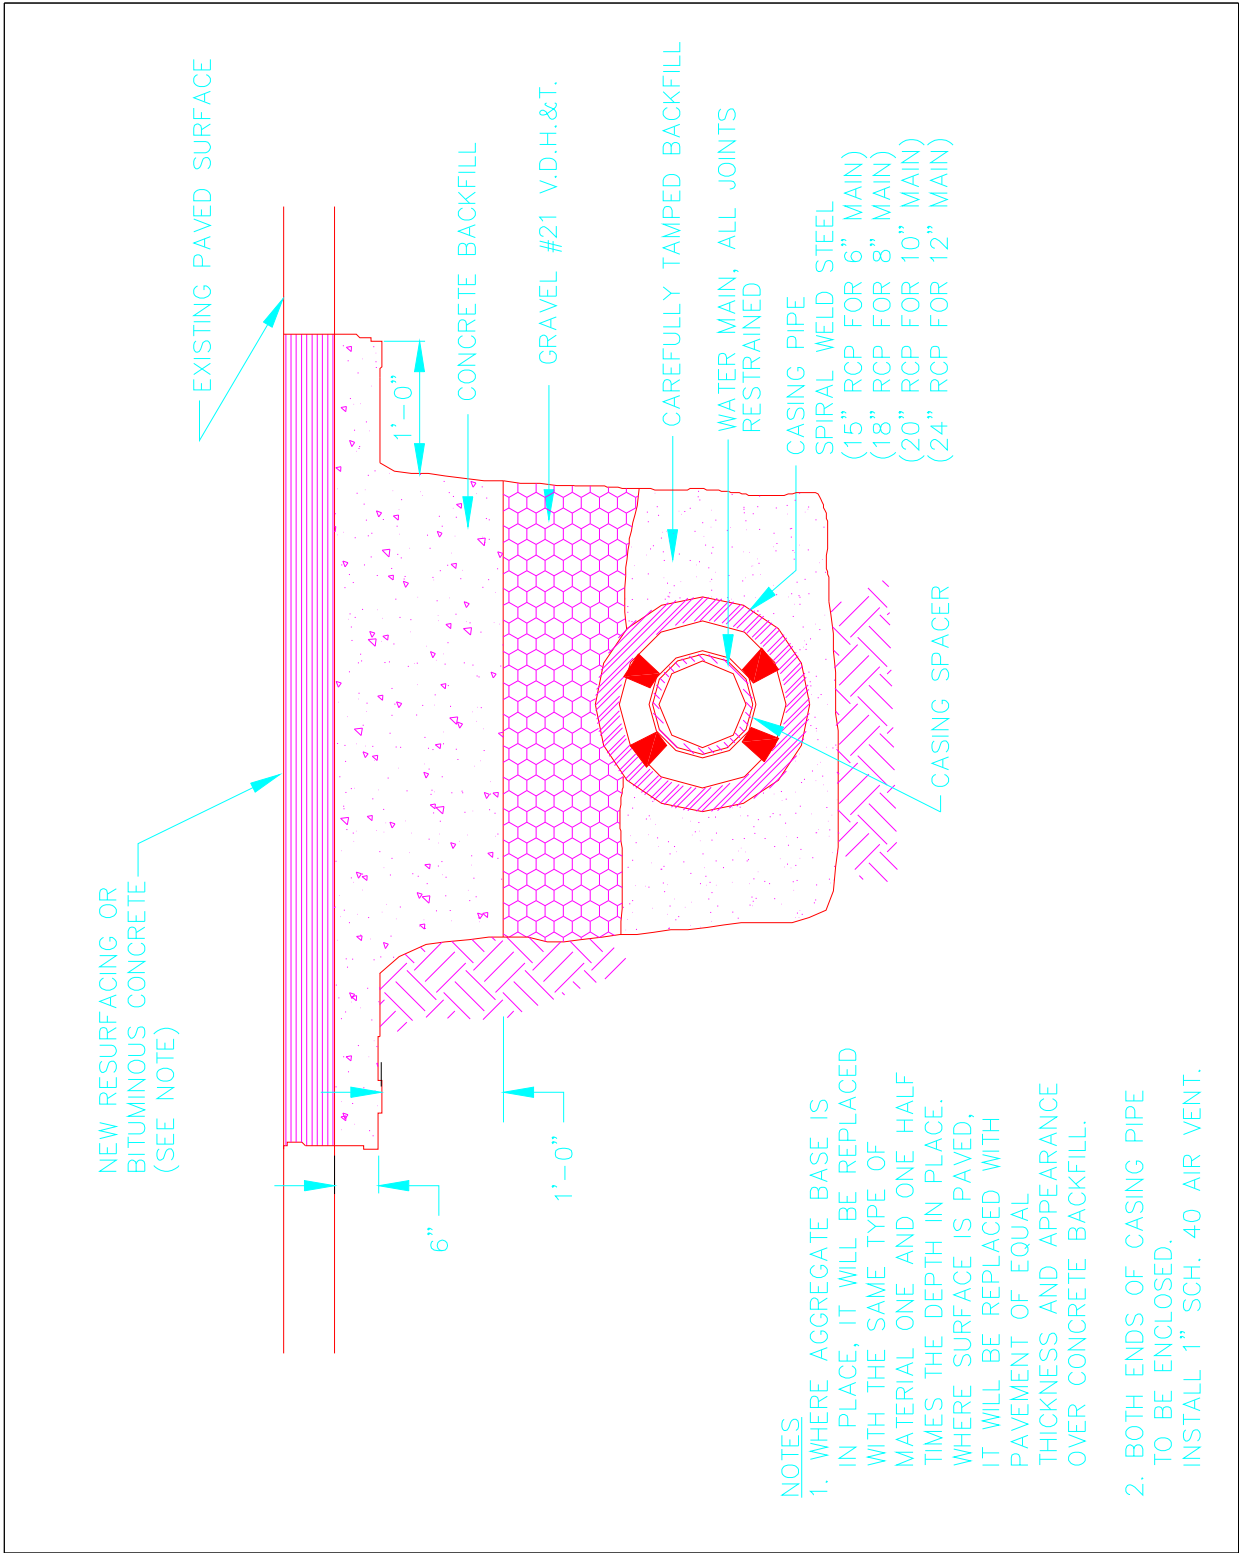 EXISTING PAVED SURFACE
NEW RESURFACING OR
BITUMINOUS CONCRETE
(SEE NOTE)
1'-0"
CONCRETE BACKFILL
GRAVEL #21 V.D.H.&T.
6"
1'-0"
CAREFULLY TAMPED BACKFILL
WATER MAIN, ALL JOINTS
RESTRAINED
CASING PIPE
SPIRAL WELD STEEL
(15" RCP FOR 6" MAIN)
(18" RCP FOR 8" MAIN)
(20" RCP FOR 10" MAIN)
(24" RCP FOR 12" MAIN)
CASING SPACER
NOTES
1. WHERE AGGREGATE BASE IS
IN PLACE, IT WILL BE REPLACED
WITH THE SAME TYPE OF
MATERIAL ONE AND ONE HALF
TIMES THE DEPTH IN PLACE.
WHERE SURFACE IS PAVED,
IT WILL BE REPLACED WITH
PAVEMENT OF EQUAL
THICKNESS AND APPEARANCE
OVER CONCRETE BACKFILL.
2. BOTH ENDS OF CASING PIPE
TO BE ENCLOSED.
INSTALL 1" SCH. 40 AIR VENT.